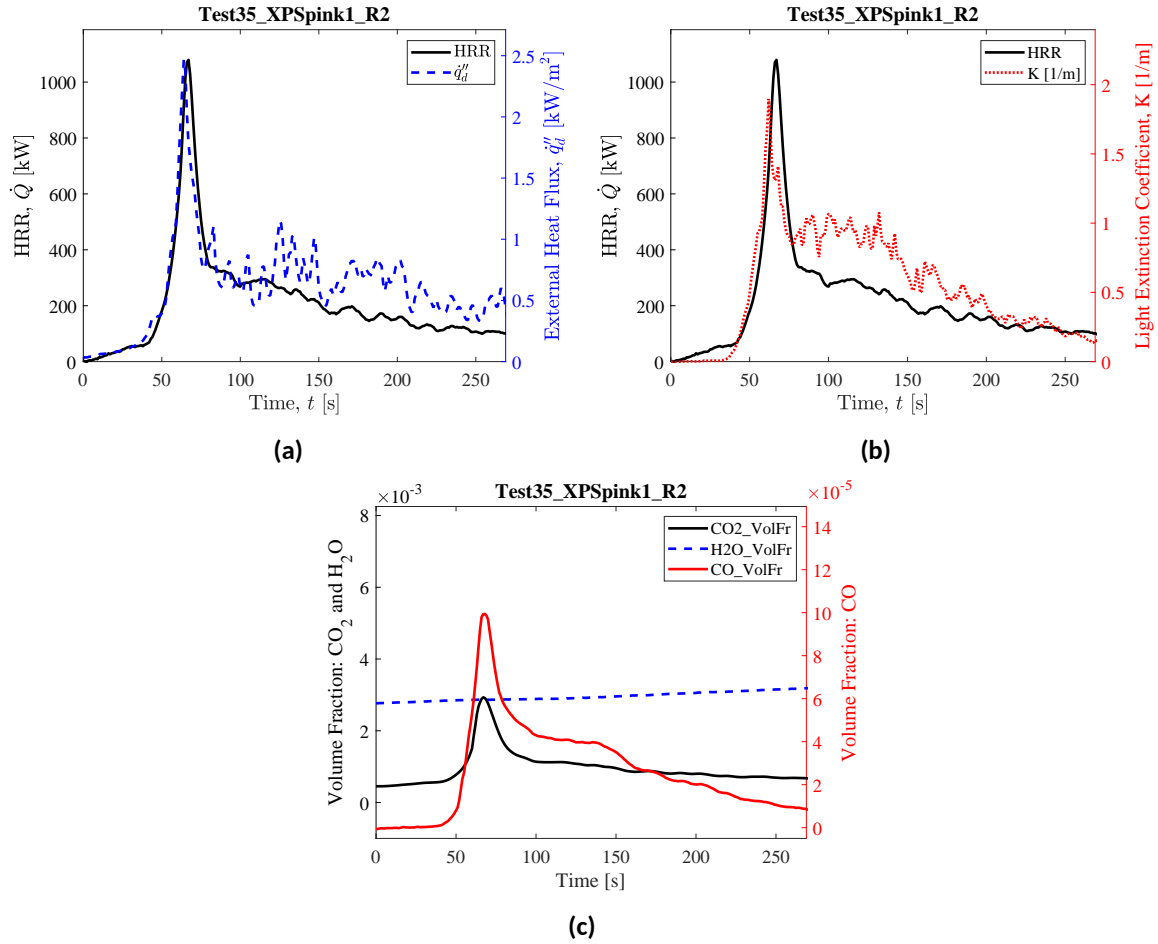 Test35_XPSpink1_R2
HRR
q̇″d
HRR, Q̇ [kW]
0
200
400
600
800
1000
External Heat Flux, q̇″d [kW/m²]
0
0.5
1
1.5
2
2.5
0 50 100 150 200 250
Time, t [s]
(a)
Test35_XPSpink1_R2
HRR
K [1/m]
HRR, Q̇ [kW]
0
200
400
600
800
1000
Light Extinction Coefficient, K [1/m]
0
0.5
1
1.5
2
0 50 100 150 200 250
Time, t [s]
(b)
×10⁻³
Test35_XPSpink1_R2
×10⁻⁵
CO2_VolFr
H2O_VolFr
CO_VolFr
Volume Fraction: CO₂ and H₂O
0
2
4
6
8
Volume Fraction: CO
0
2
4
6
8
10
12
14
0 50 100 150 200 250
Time [s]
(c)